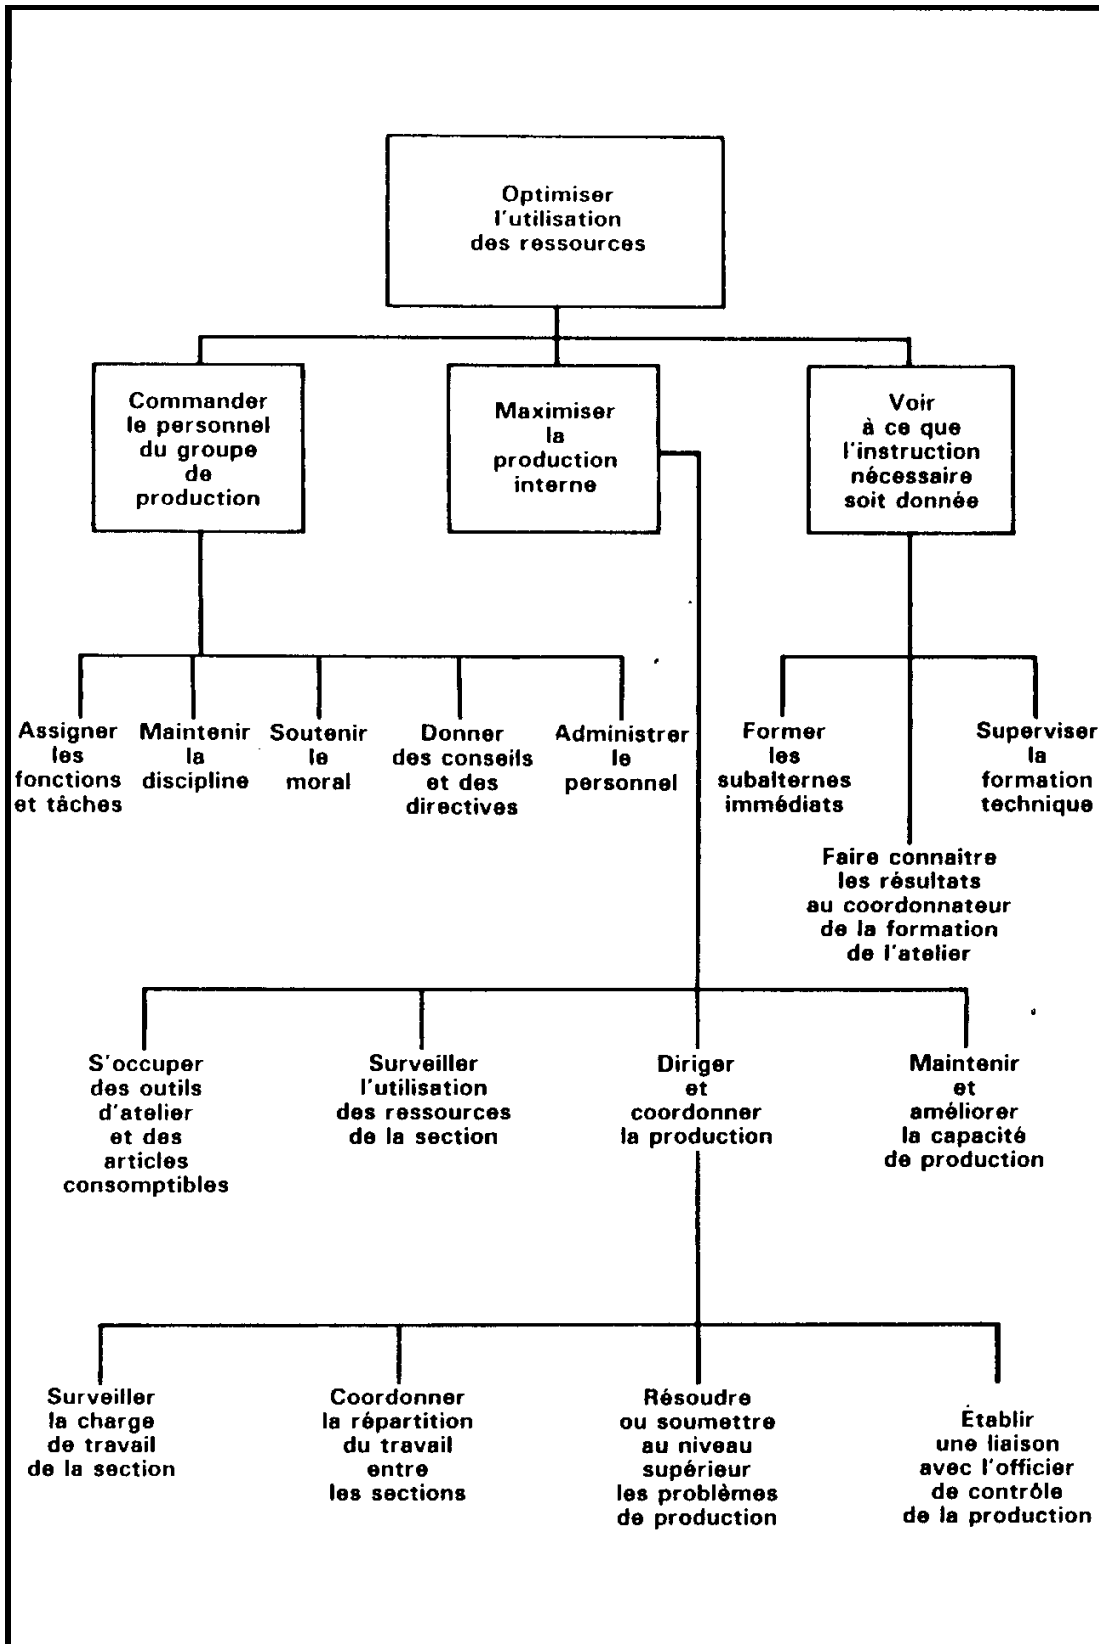 Optimiser
l'utilisation
des ressources
Commander
le personnel
du groupe
de
production
Maximiser
la
production
interne
Voir
à ce que
l'instruction
nécessaire
soit donnée
Assigner
les
fonctions
et tâches
Maintenir
la
discipline
Soutenir
le
moral
Donner
des conseils
et des
directives
Administrer
le
personnel
Former
les
subalternes
immédiats
Superviser
la
formation
technique
Faire connaitre
les résultats
au coordonnateur
de la formation
de l'atelier
S'occuper
des outils
d'atelier
et des
articles
consomptibles
Surveiller
l'utilisation
des ressources
de la section
Diriger
et
coordonner
la production
Maintenir
et
améliorer
la capacité
de production
Surveiller
la charge
de travail
de la section
Coordonner
la répartition
du travail
entre
les sections
Résoudre
ou soumettre
au niveau
supérieur
les problèmes
de production
Établir
une liaison
avec l'officier
de contrôle
de la production